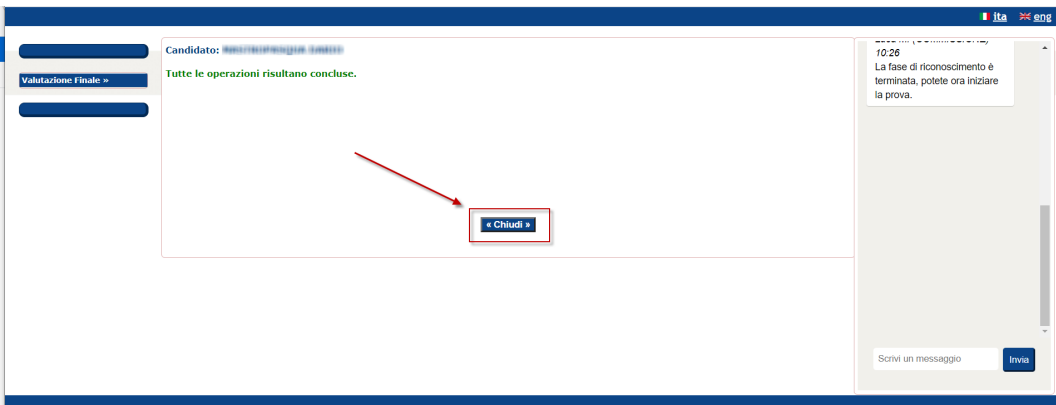 ita eng
Candidato:
Tutte le operazioni risultano concluse.
Valutazione Finale »
« Chiudi »
10:26
La fase di riconoscimento è
terminata, potete ora iniziare
la prova.
Scrivi un messaggio
Invia